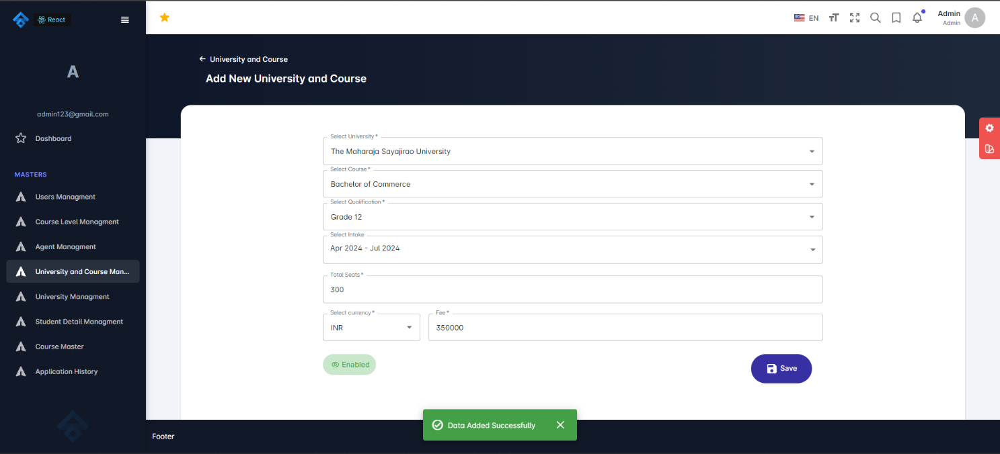 React
EN
Admin
Admin
A
A
admin123@gmail.com
Dashboard
MASTERS
Users Managment
Course Level Managment
Agent Managment
University and Course Man...
University Managment
Student Detail Managment
Course Master
Application History
University and Course
Add New University and Course
Select University *
The Maharaja Sayajirao University
Select Course *
Bachelor of Commerce
Select Qualification *
Grade 12
Select Intake
Apr 2024 - Jul 2024
Total Seats *
300
Select currency *
INR
Fee *
350000
Enabled
Save
Data Added Successfully
Footer